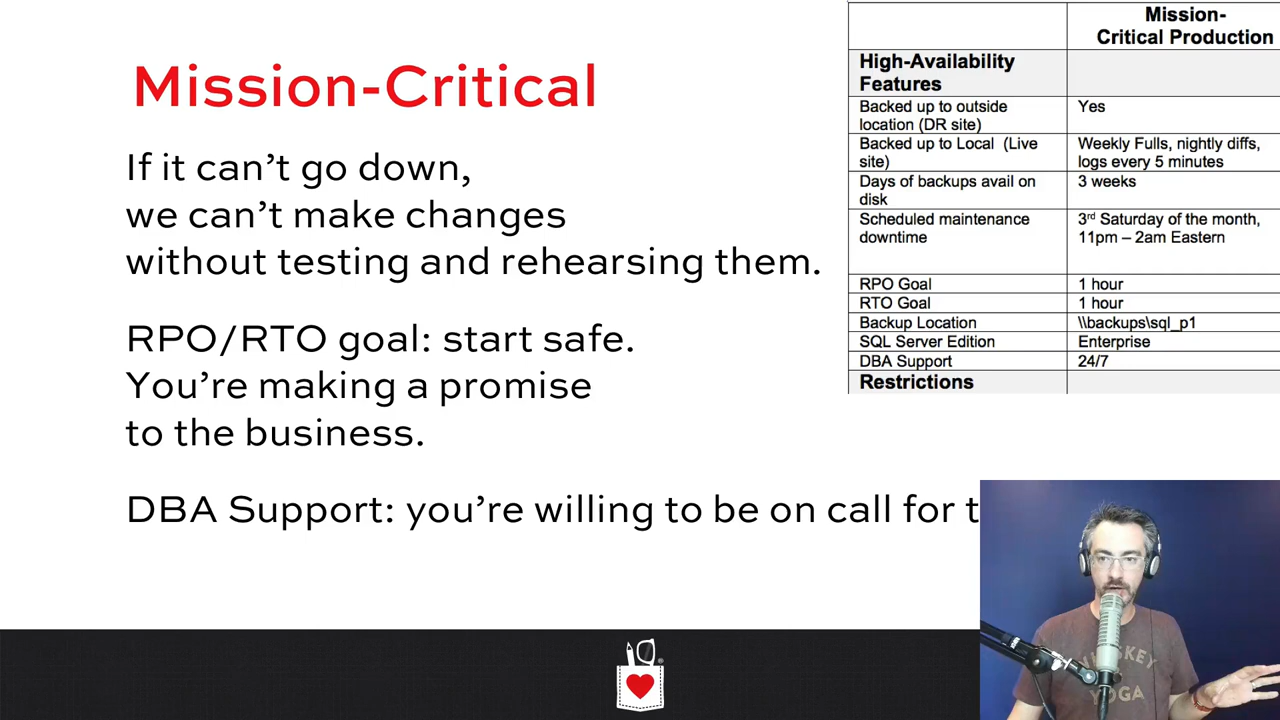 Mission-Critical
If it can’t go down,
we can’t make changes
without testing and rehearsing them.
RPO/RTO goal: start safe.
You’re making a promise
to the business.
DBA Support: you’re willing to be on call for t
Mission-
Critical Production
High-Availability
Features
Backed up to outside
location (DR site)
Yes
Backed up to Local (Live
site)
Weekly Fulls, nightly diffs,
logs every 5 minutes
Days of backups avail on
disk
3 weeks
Scheduled maintenance
downtime
3rd Saturday of the month,
11pm – 2am Eastern
RPO Goal
1 hour
RTO Goal
1 hour
Backup Location
\\backups\sql_p1
SQL Server Edition
Enterprise
DBA Support
24/7
Restrictions
YOGA